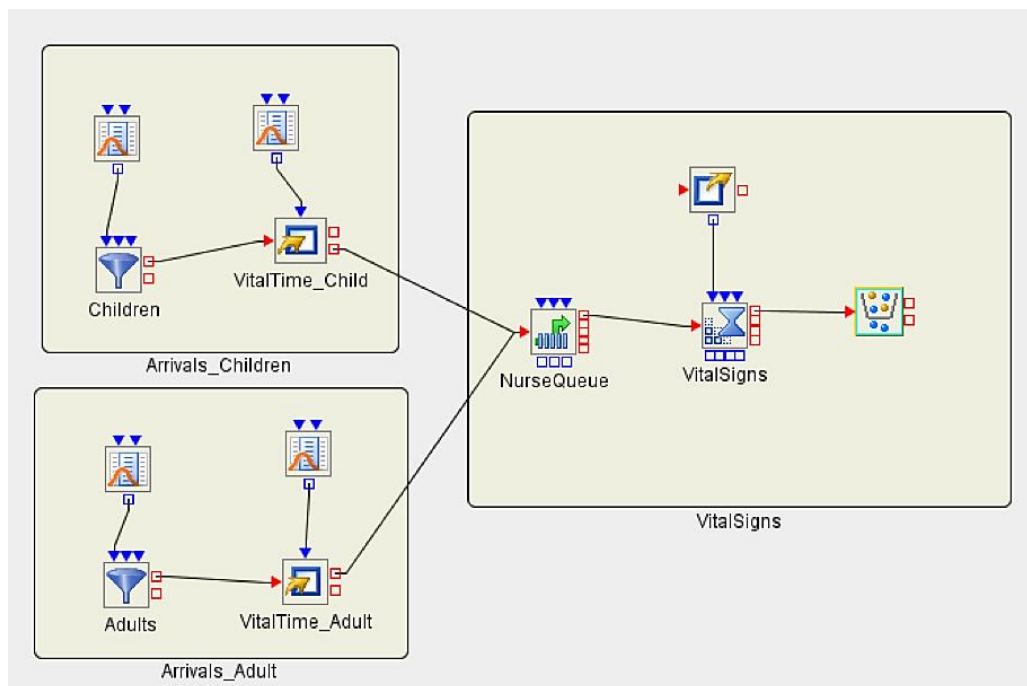 Children
VitalTime_Child
Arrivals_Children
NurseQueue
VitalSigns
VitalSigns
Adults
VitalTime_Adult
Arrivals_Adult